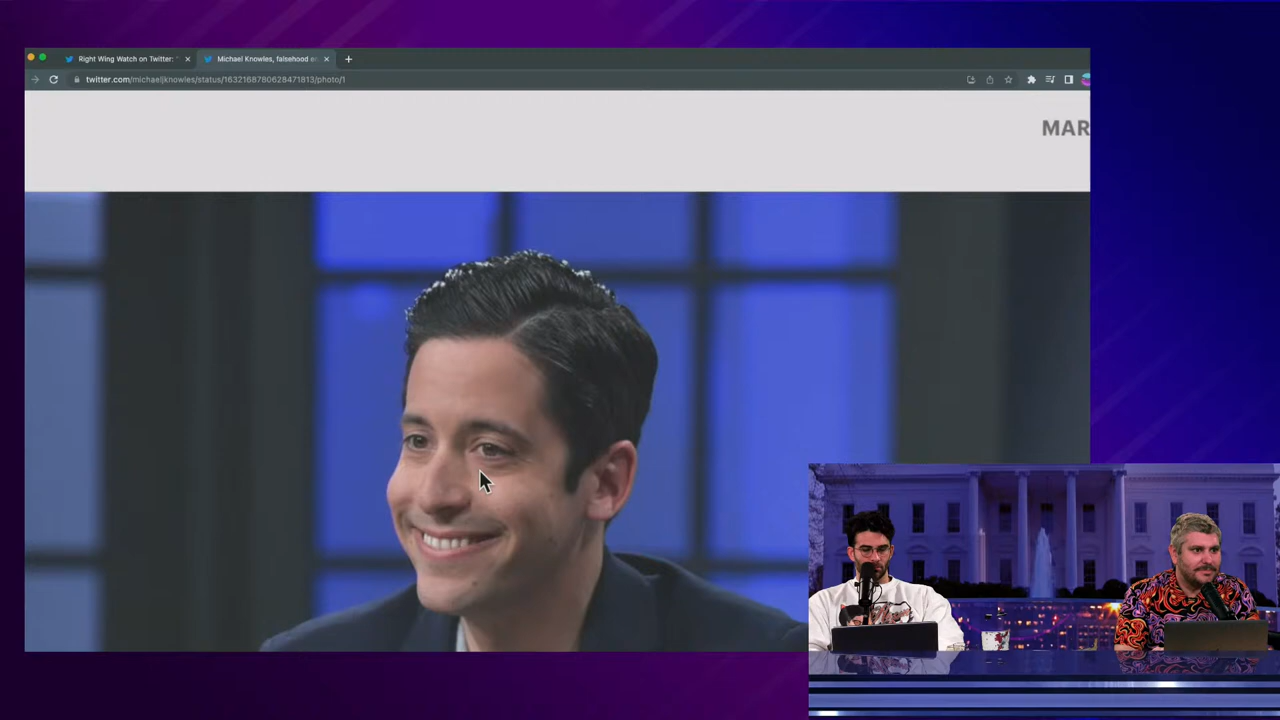 Right Wing Watch on Twitter: "
Michael Knowles, falsehood e
twitter.com/michaeljknowles/status/1632168780628471813/photo/1
MAR